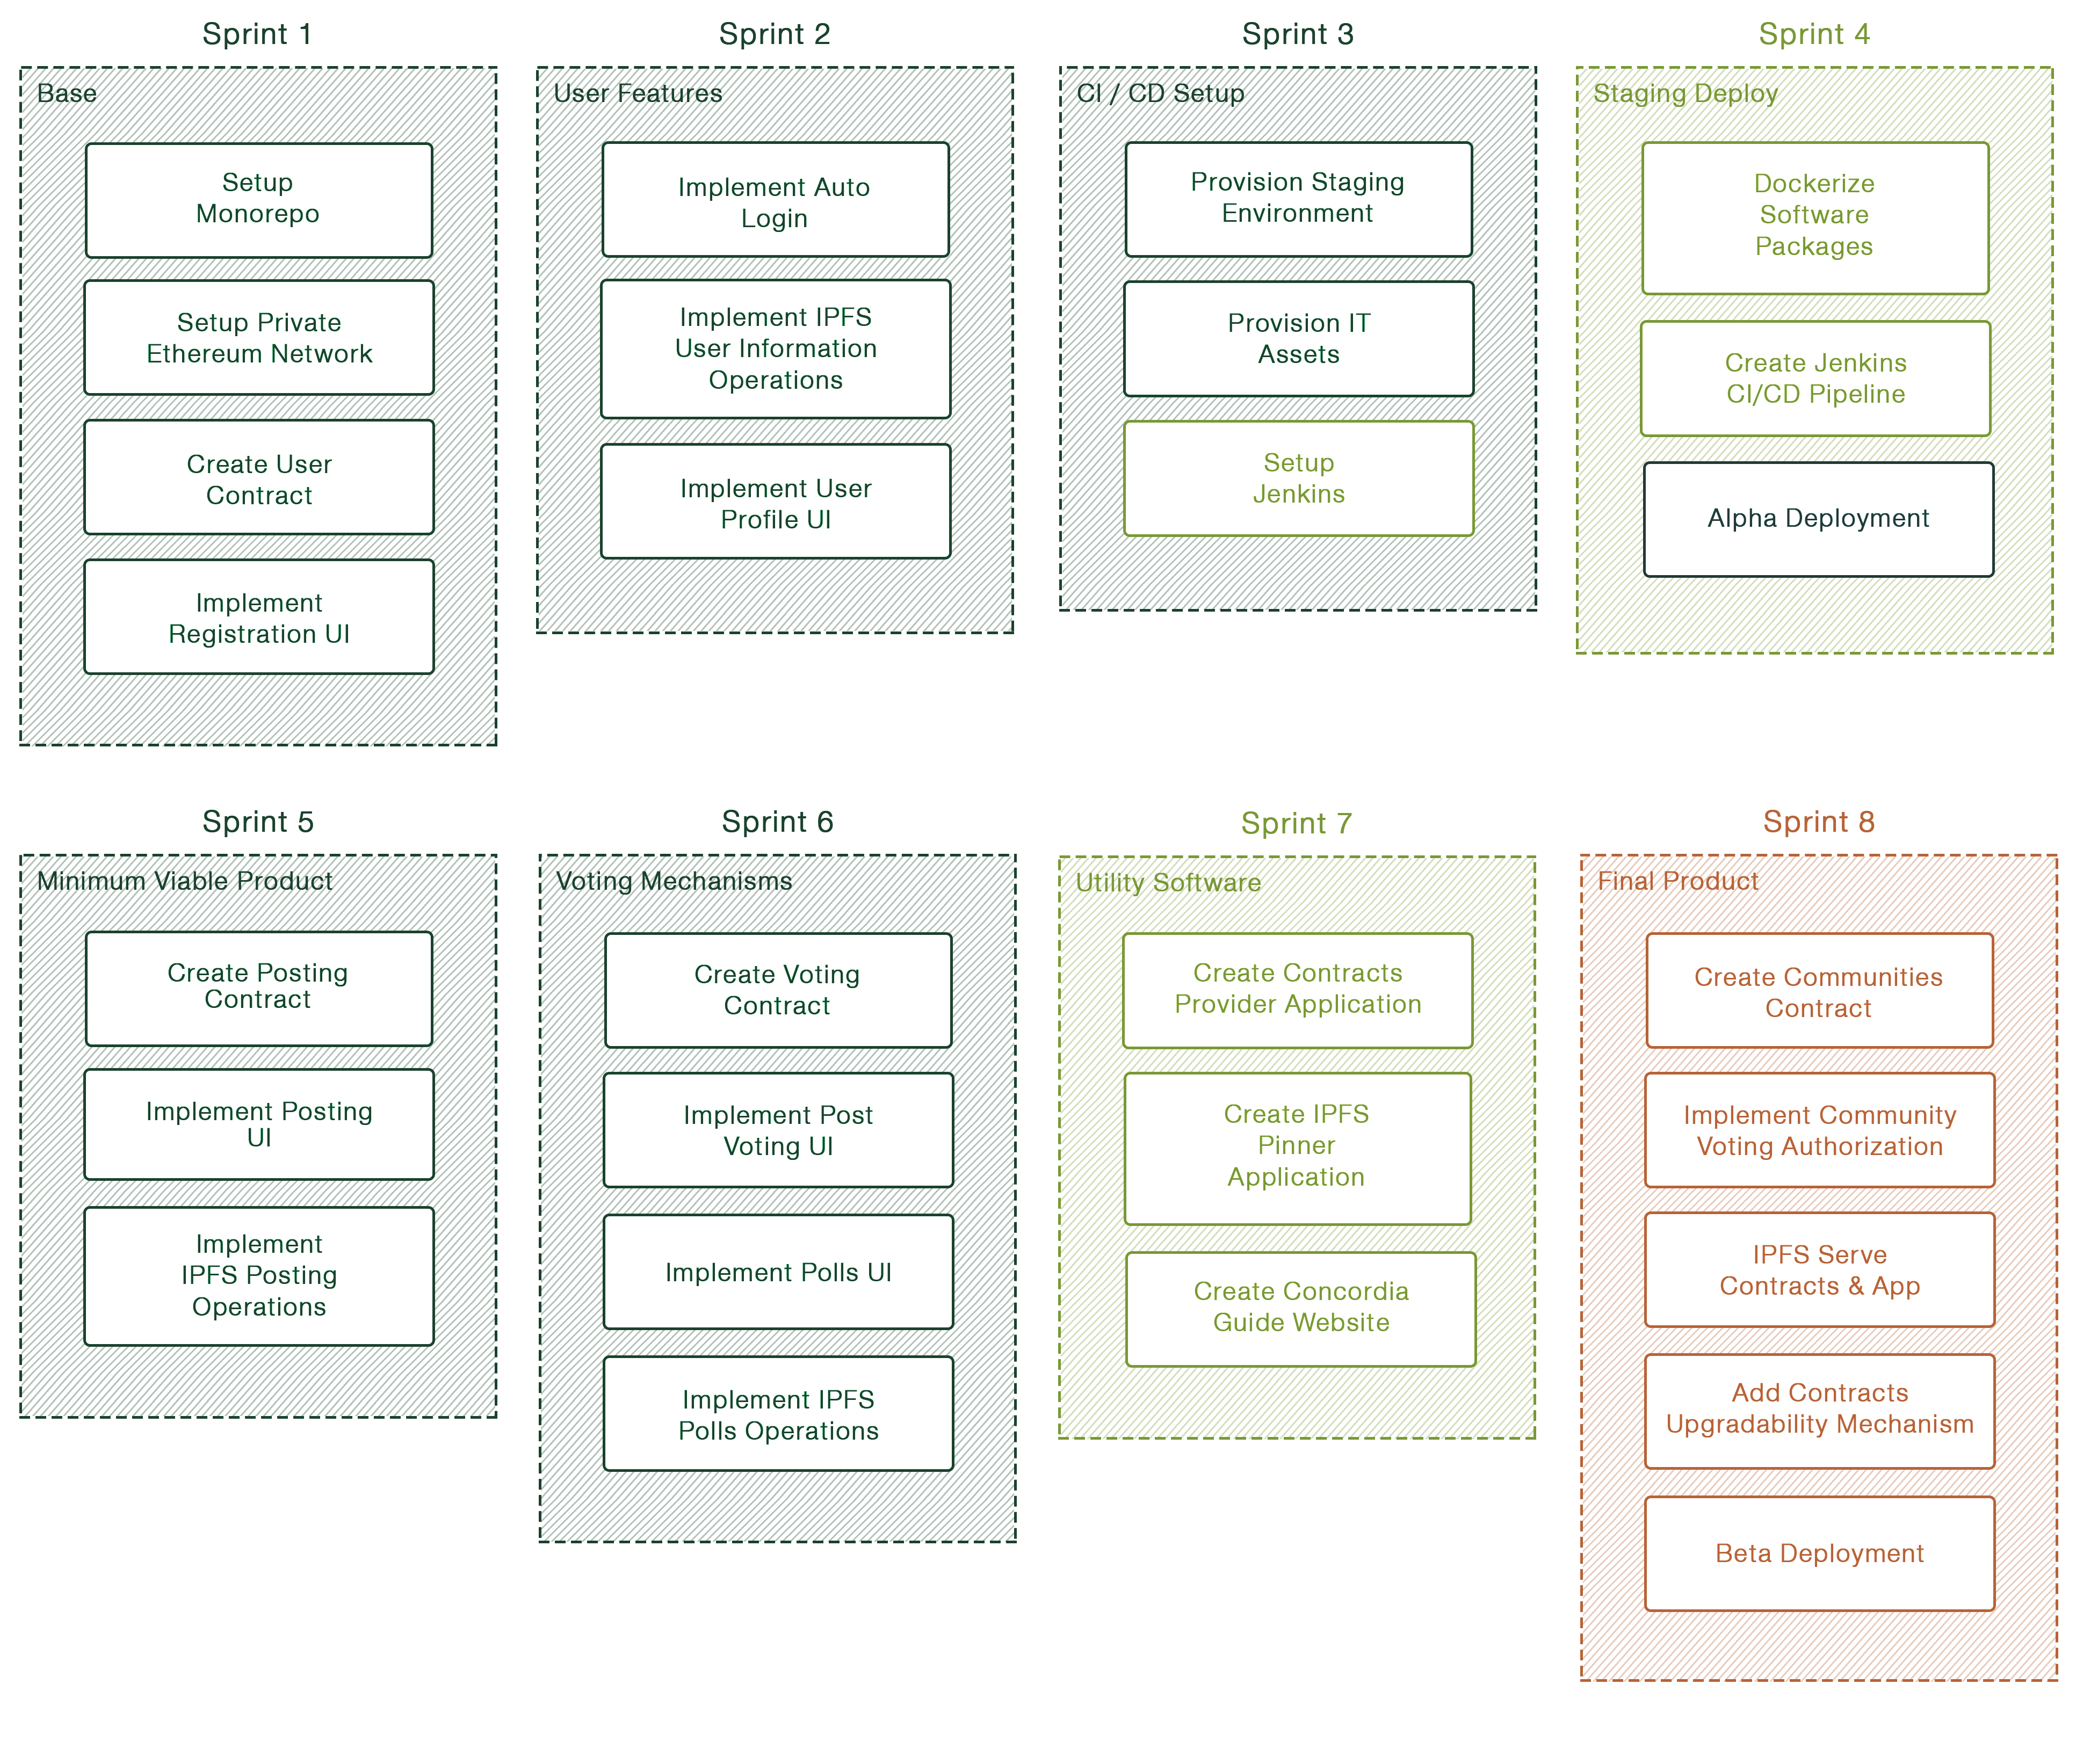 Sprint 1
Base
Setup
Monorepo
Setup Private
Ethereum Network
Create User
Contract
Implement
Registration UI
Sprint 2
User Features
Implement Auto
Login
Implement IPFS
User Information
Operations
Implement User
Profile UI
Sprint 3
CI / CD Setup
Provision Staging
Environment
Provision IT
Assets
Setup
Jenkins
Sprint 4
Staging Deploy
Dockerize
Software
Packages
Create Jenkins
CI/CD Pipeline
Alpha Deployment
Sprint 5
Minimum Viable Product
Create Posting
Contract
Implement Posting
UI
Implement
IPFS Posting
Operations
Sprint 6
Voting Mechanisms
Create Voting
Contract
Implement Post
Voting UI
Implement Polls UI
Implement IPFS
Polls Operations
Sprint 7
Utility Software
Create Contracts
Provider Application
Create IPFS
Pinner
Application
Create Concordia
Guide Website
Sprint 8
Final Product
Create Communities
Contract
Implement Community
Voting Authorization
IPFS Serve
Contracts & App
Add Contracts
Upgradability Mechanism
Beta Deployment